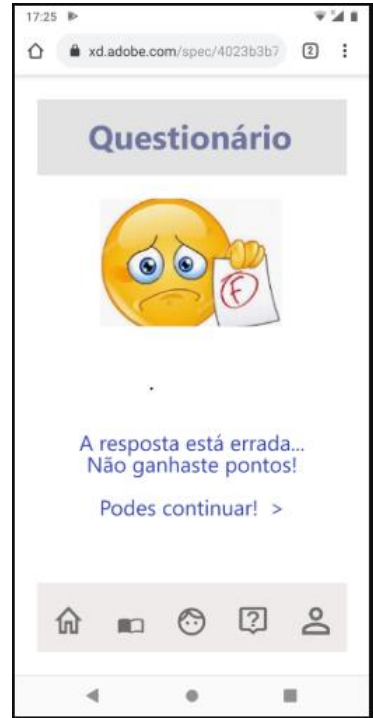 17:25
xd.adobe.com/spec/4023b3b7
2
Questionário
F
A resposta está errada...
Não ganhaste pontos!
Podes continuar! >
?